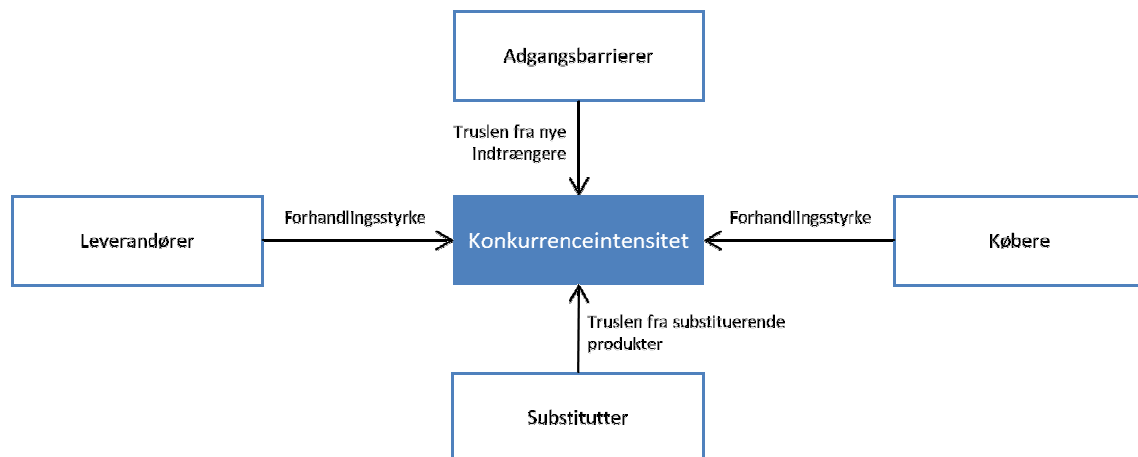 Adgangsbarrierer
Truslen fra nye
Indtrængere
Leverandører
Forhandlingsstyrke
Konkurrenceintensitet
Forhandlingsstyrke
Købere
Truslen fra substituerende
produkter
Substitutter